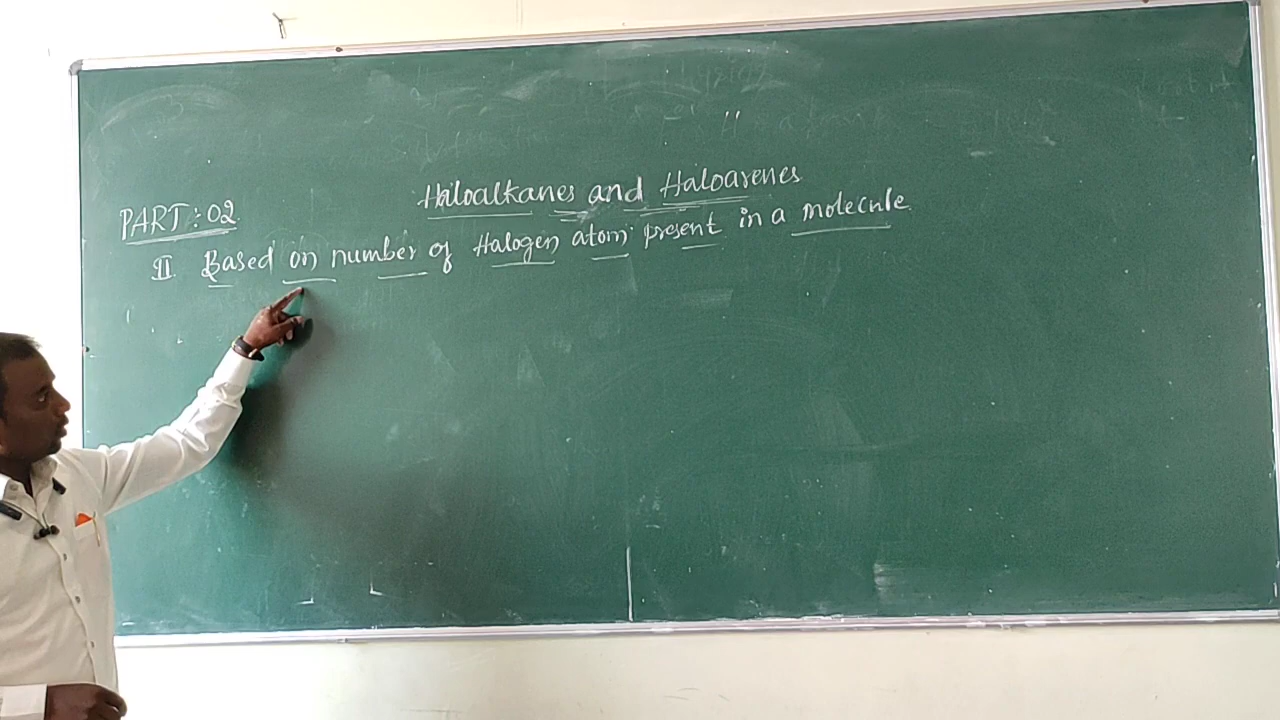 Haloalkanes and Haloarenes
PART:02.
II. Based on number of Halogen atom present in a molecule.